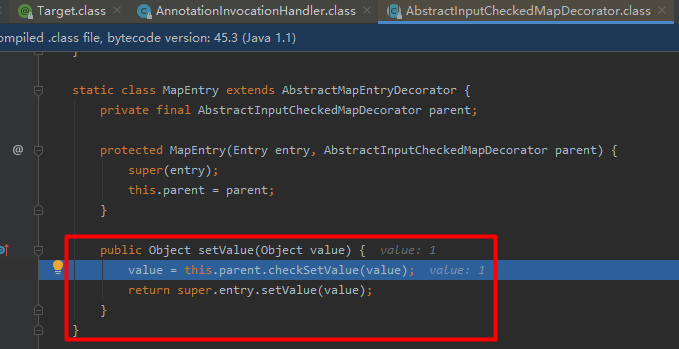 Target.class AnnotationInvocationHandler.class AbstractInputCheckedMapDecorator.class
ompiled .class file, bytecode version: 45.3 (Java 1.1)
}
static class MapEntry extends AbstractMapEntryDecorator {
private final AbstractInputCheckedMapDecorator parent;
@ protected MapEntry(Entry entry, AbstractInputCheckedMapDecorator parent) {
super(entry);
this.parent = parent;
}
public Object setValue(Object value) { value: 1
value = this.parent.checkSetValue(value); value: 1
return super.entry.setValue(value);
}
}